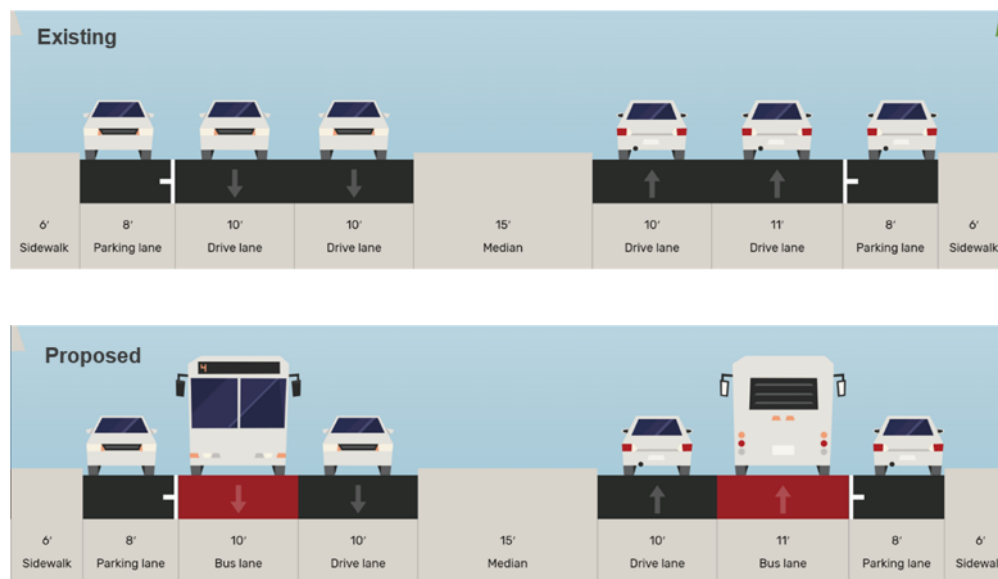 Existing
6′ 8′ 10′ 10′ 15′ 10′ 11′ 8′ 6′
Sidewalk Parking lane Drive lane Drive lane Median Drive lane Drive lane Parking lane Sidewalk
Proposed
4
6′ 8′ 10′ 10′ 15′ 10′ 11′ 8′ 6′
Sidewalk Parking lane Bus lane Drive lane Median Drive lane Bus lane Parking lane Sidewal